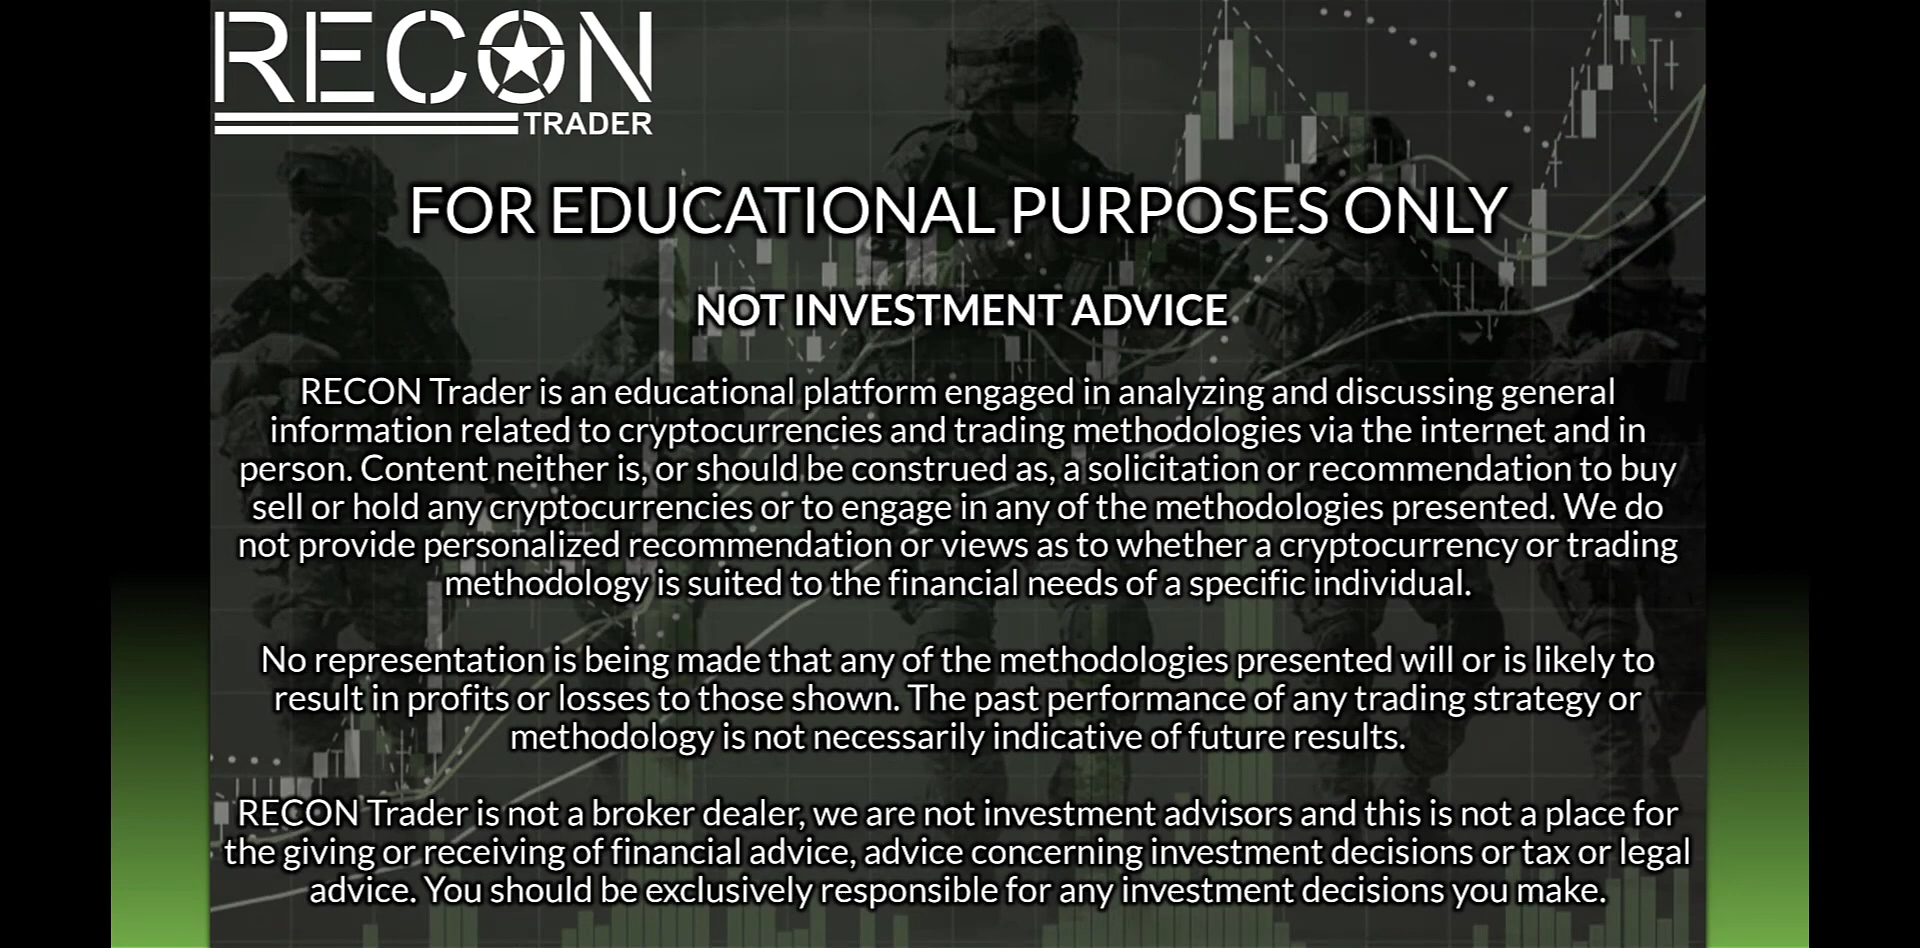 RECON
TRADER
FOR EDUCATIONAL PURPOSES ONLY
NOT INVESTMENT ADVICE
RECON Trader is an educational platform engaged in analyzing and discussing general
information related to cryptocurrencies and trading methodologies via the internet and in
person. Content neither is, or should be construed as, a solicitation or recommendation to buy
sell or hold any cryptocurrencies or to engage in any of the methodologies presented. We do
not provide personalized recommendation or views as to whether a cryptocurrency or trading
methodology is suited to the financial needs of a specific individual.
No representation is being made that any of the methodologies presented will or is likely to
result in profits or losses to those shown. The past performance of any trading strategy or
methodology is not necessarily indicative of future results.
RECON Trader is not a broker dealer, we are not investment advisors and this is not a place for
the giving or receiving of financial advice, advice concerning investment decisions or tax or legal
advice. You should be exclusively responsible for any investment decisions you make.